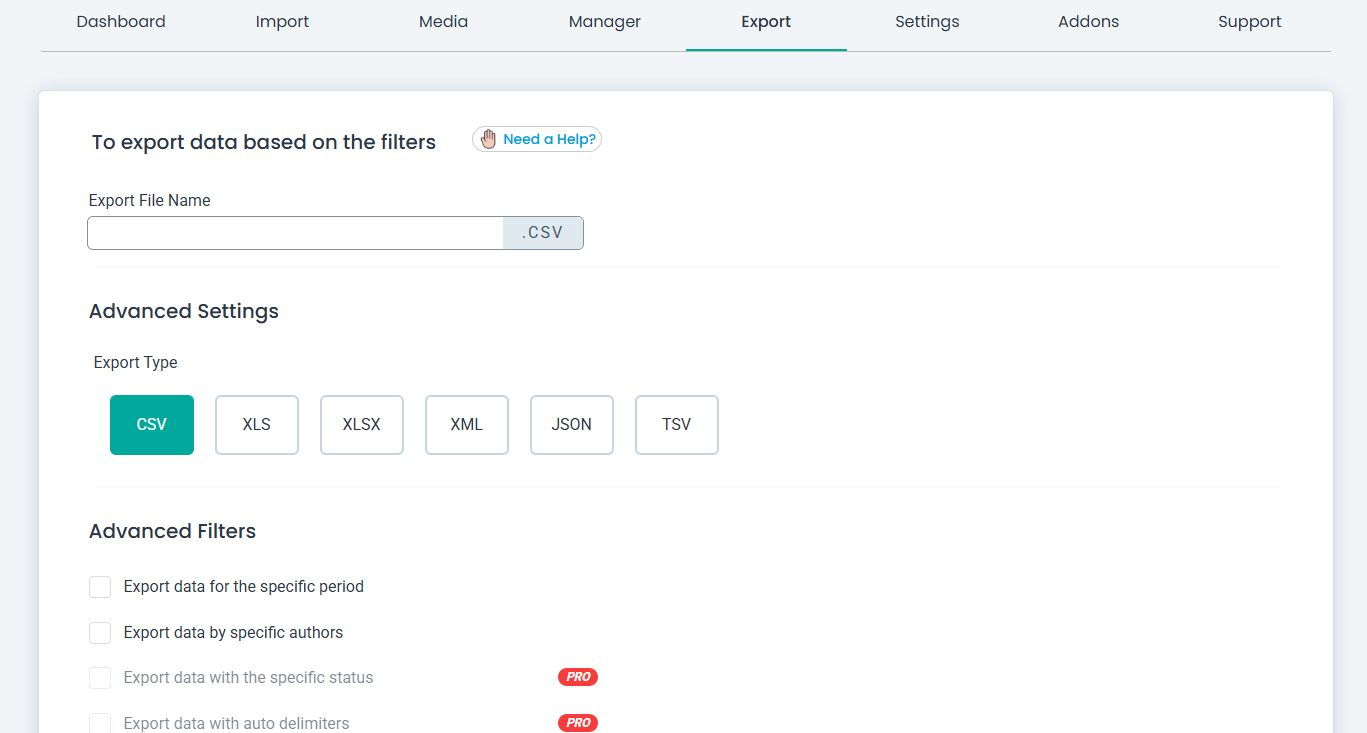 Dashboard Import Media Manager Export Settings Addons Support
To export data based on the filters Need a Help?
Export File Name
.CSV
Advanced Settings
Export Type
CSV XLS XLSX XML JSON TSV
Advanced Filters
Export data for the specific period
Export data by specific authors
Export data with the specific status PRO
Export data with auto delimiters PRO